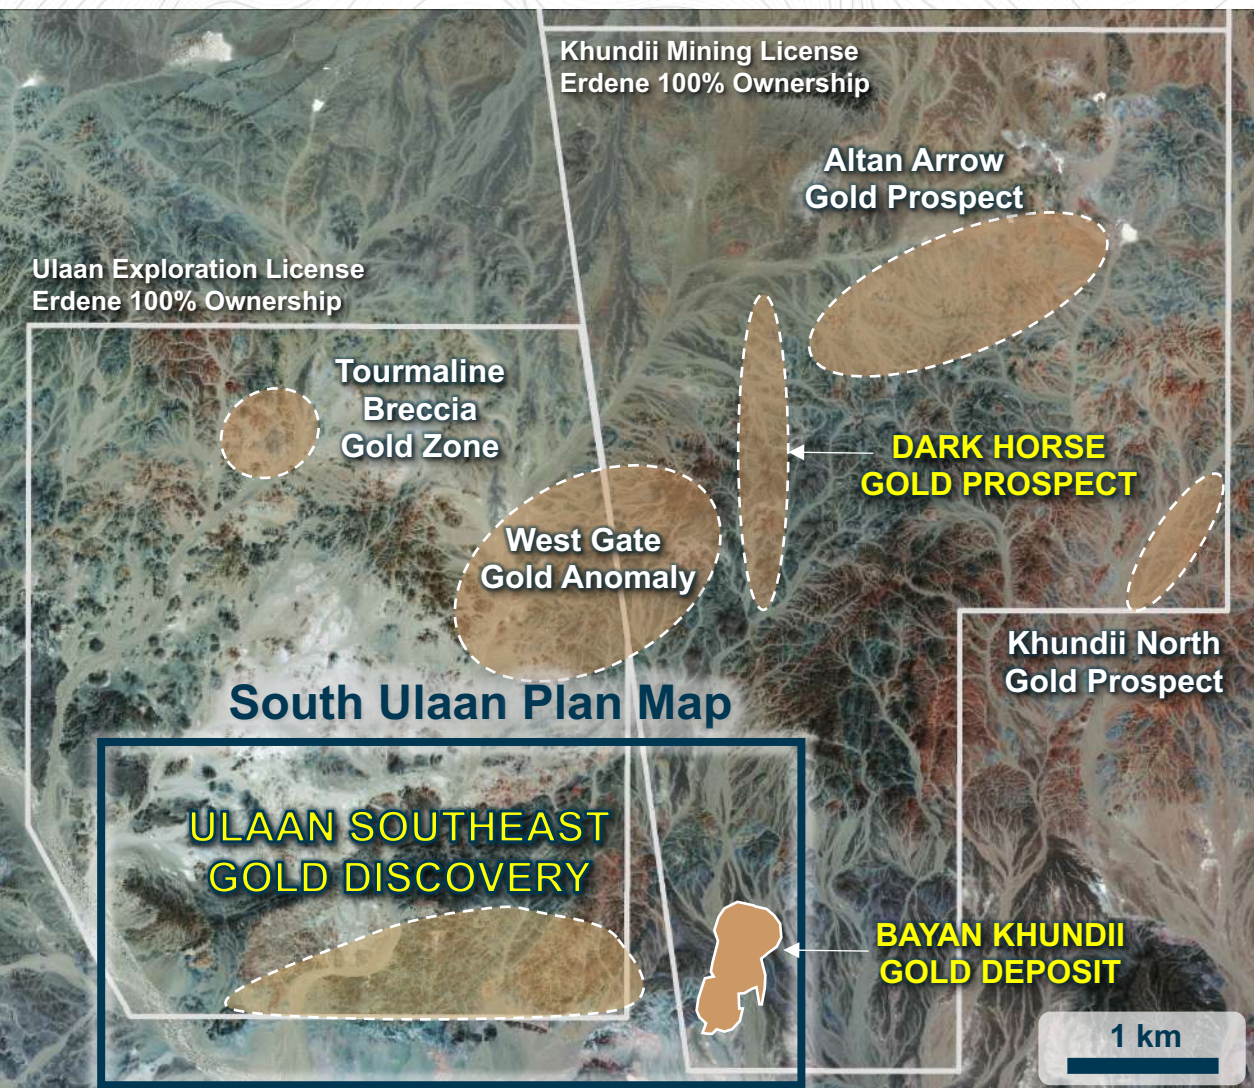 Khundii Mining License
Erdene 100% Ownership
Altan Arrow
Gold Prospect
Ulaan Exploration License
Erdene 100% Ownership
Tourmaline
Breccia
Gold Zone
DARK HORSE
GOLD PROSPECT
West Gate
Gold Anomaly
Khundii North
Gold Prospect
South Ulaan Plan Map
ULAAN SOUTHEAST
GOLD DISCOVERY
BAYAN KHUNDII
GOLD DEPOSIT
1 km